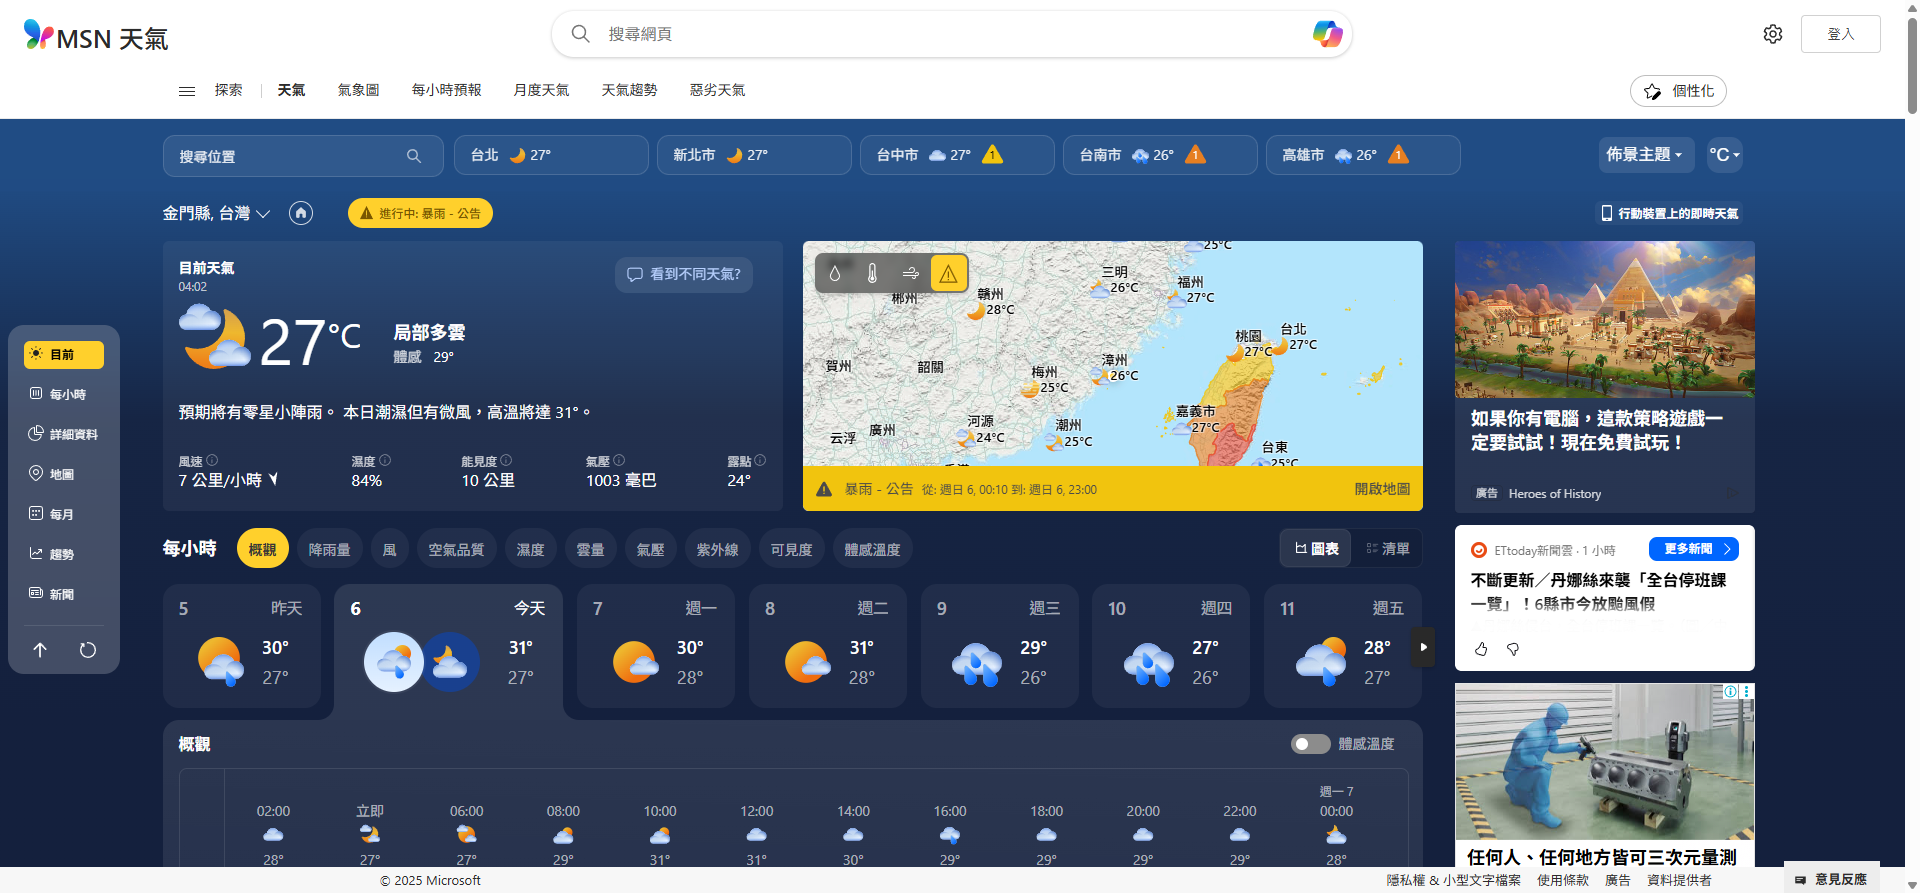 MSN 天氣
搜尋網頁
登入
探索
天氣
氣象圖
每小時預報
月度天氣
天氣趨勢
惡劣天氣
個性化
搜尋位置
台北 27°
新北市 27°
台中市 27° 1
台南市 26° 1
高雄市 26° 1
佈景主題
°C
金門縣, 台灣
進行中: 暴雨 - 公告
行動裝置上的即時天氣
目前天氣
04:02
看到不同天氣?
27°C
局部多雲
體感 29°
預期將有零星小陣雨。 本日潮濕但有微風，高溫將達 31°。
風速
7 公里/小時
濕度
84%
能見度
10 公里
氣壓
1003 毫巴
露點
24°
25°C
三明
26°C
福州
27°C
郴州
贛州
28°C
桃園
27°C
台北
27°C
賀州
韶關
梅州
25°C
漳州
26°C
嘉義市
27°C
云浮
廣州
河源
24°C
潮州
25°C
台東
25°C
暴雨 - 公告 從: 週日 6, 00:10 到: 週日 6, 23:00
開啟地圖
目前
每小時
詳細資料
地圖
每月
趨勢
新聞
如果你有電腦，這款策略遊戲一
定要試試！現在免費試玩！
廣告 Heroes of History
ETtoday新聞雲 · 1 小時
更多新聞
不斷更新／丹娜絲來襲「全台停班課
一覽」！6縣市今放颱風假
任何人、任何地方皆可三次元量測
每小時
概觀
降雨量
風
空氣品質
濕度
雲量
氣壓
紫外線
可見度
體感溫度
圖表
清單
5 昨天
30°
27°
6 今天
31°
27°
7 週一
30°
28°
8 週二
31°
28°
9 週三
29°
26°
10 週四
27°
26°
11 週五
28°
27°
概觀
體感溫度
週一 7
02:00 立即 06:00 08:00 10:00 12:00 14:00 16:00 18:00 20:00 22:00 00:00
28° 27° 27° 29° 31° 31° 30° 29° 29° 29° 29° 28°
© 2025 Microsoft
隱私權 & 小型文字檔案
使用條款
廣告
資料提供者
意見反應